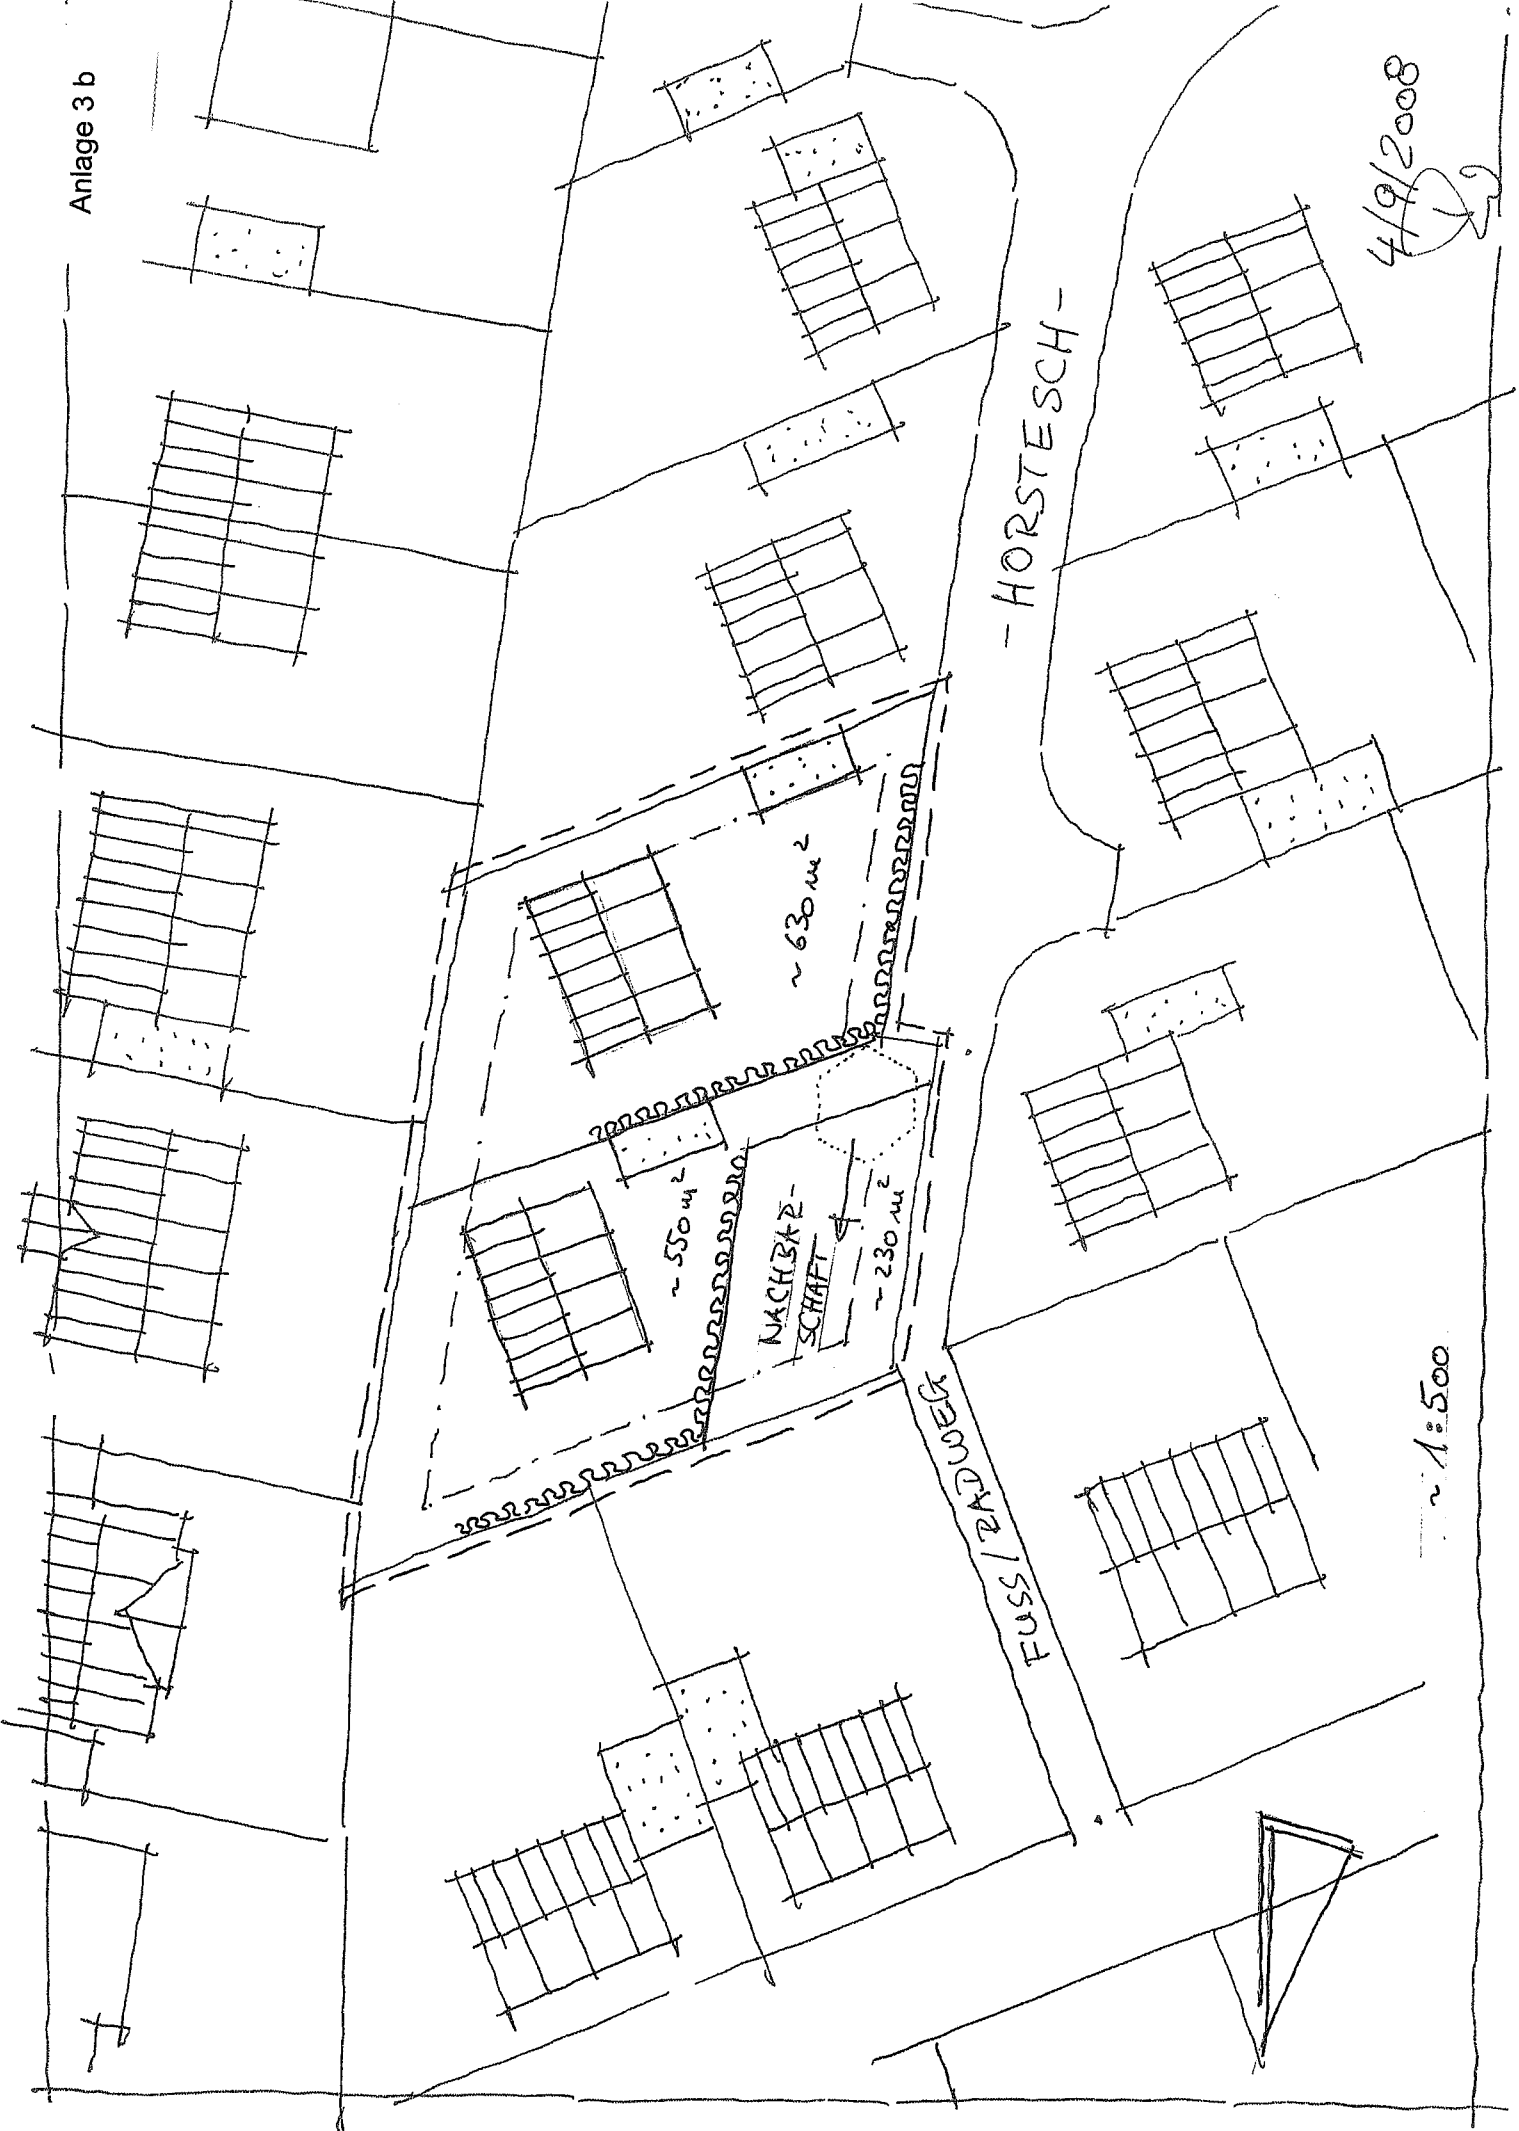 Anlage 3 b
4/9/2008
-HORSTESCH-
~ 630 m²
~ 550 m²
NACHBAR-
SCHAFT
~ 230 m²
FUSS/RADWEG
~ 1:500